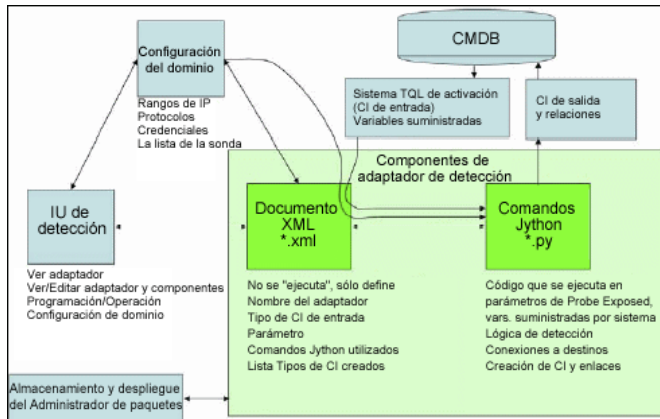 Configuración
del dominio
Rangos de IP
Protocolos
Credenciales
La lista de la sonda
CMDB
Sistema TQL de activación
(CI de entrada)
Variables suministradas
CI de salida
y relaciones
Componentes de
adaptador de detección
IU de
detección
Ver adaptador
Ver/Editar adaptador y componentes
Programación/Operación
Configuración de dominio
Documento
XML
*.xml
No se "ejecuta", sólo define
Nombre del adaptador
Tipo de CI de entrada
Parámetro
Comandos Jython utilizados
Lista Tipos de CI creados
Comandos
Jython
*.py
Código que se ejecuta en
parámetros de Probe Exposed,
vars. suministradas por sistema
Lógica de detección
Conexiones a destinos
Creación de CI y enlaces
Almacenamiento y despliegue
del Administrador de paquetes